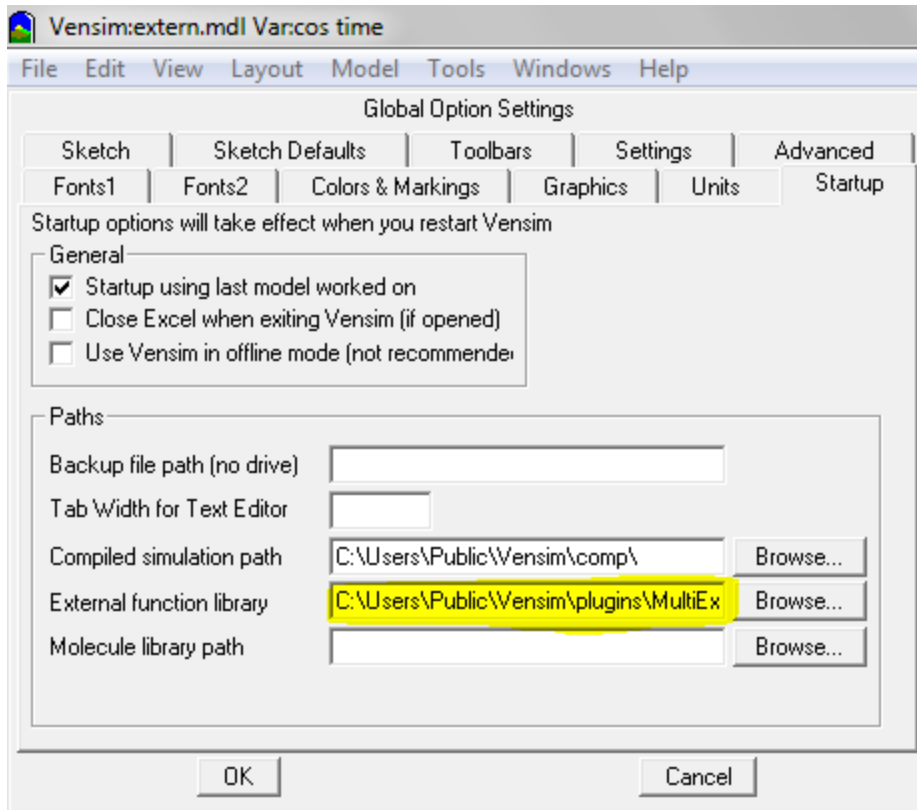 Vensim:extern.mdl Var:cos time
File Edit View Layout Model Tools Windows Help
Global Option Settings
Sketch Sketch Defaults Toolbars Settings Advanced
Fonts1 Fonts2 Colors & Markings Graphics Units Startup
Startup options will take effect when you restart Vensim
General
Startup using last model worked on
Close Excel when exiting Vensim (if opened)
Use Vensim in offline mode (not recommende
Paths
Backup file path (no drive)
Tab Width for Text Editor
Compiled simulation path C:\Users\Public\Vensim\comp\ Browse...
External function library C:\Users\Public\Vensim\plugins\MultiEx Browse...
Molecule library path Browse...
OK Cancel